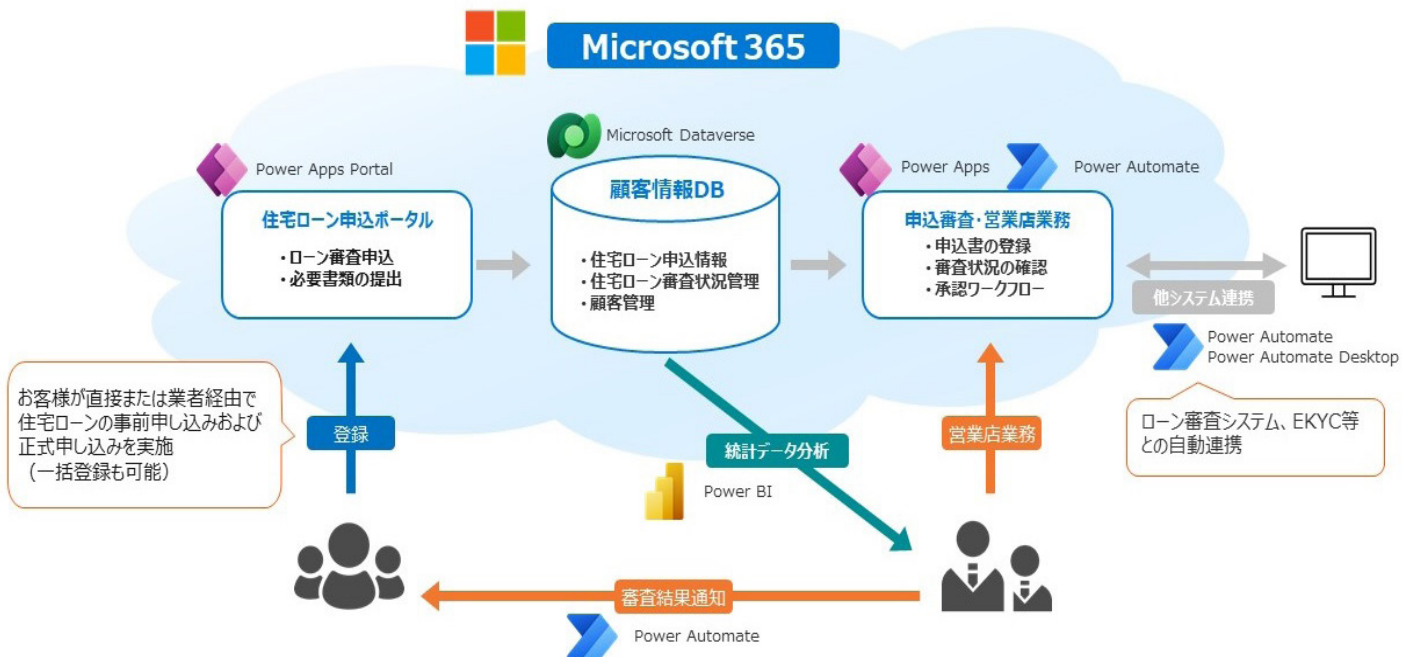 Microsoft 365
Microsoft Dataverse
Power Apps Portal
顧客情報DB
Power Apps
Power Automate
住宅ローン申込ポータル
・ローン審査申込
・必要書類の提出
・住宅ローン申込情報
・住宅ローン審査状況管理
・顧客管理
申込審査・営業店業務
・申込書の登録
・審査状況の確認
・承認ワークフロー
他システム連携
Power Automate
Power Automate Desktop
お客様が直接または業者経由で
住宅ローンの事前申し込みおよび
正式申し込みを実施
（一括登録も可能）
登録
統計データ分析
Power BI
営業店業務
ローン審査システム、EKYC等
との自動連携
審査結果通知
Power Automate